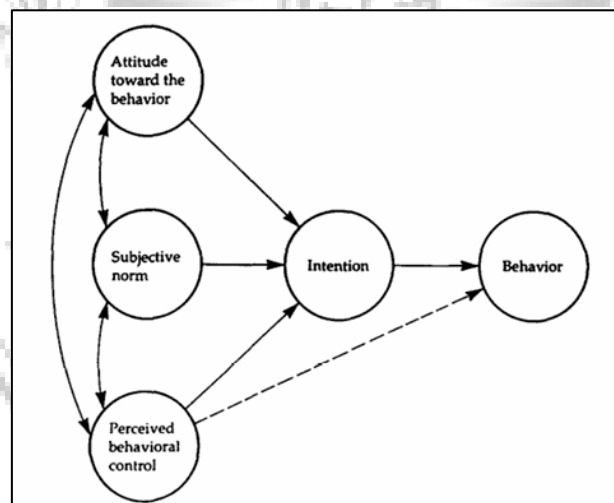 Attitude
toward the
behavior
Subjective
norm
Intention
Behavior
Perceived
behavioral
control